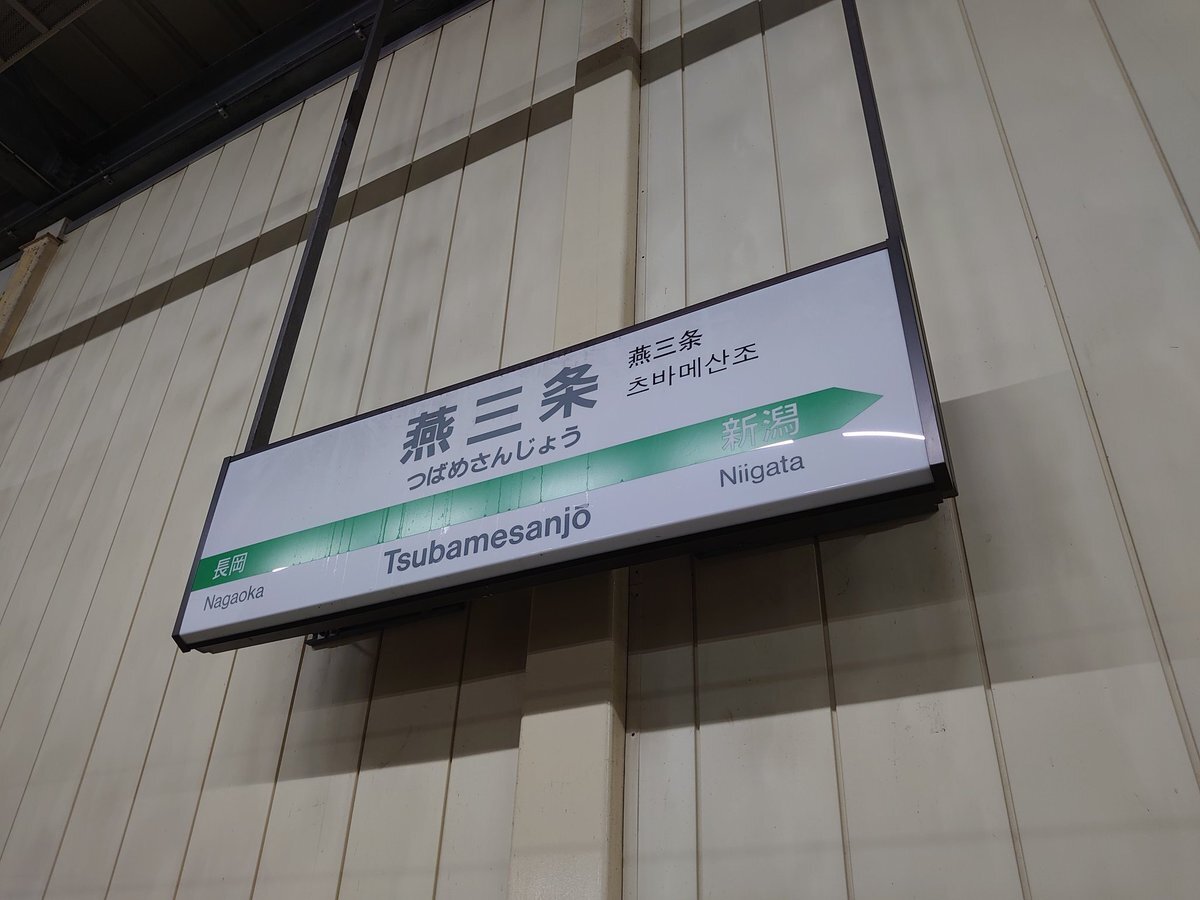 燕三条
つばめさんじょう
燕三条
츠바메산조
長岡
新潟
Nagaoka
Tsubamesanjō
Niigata